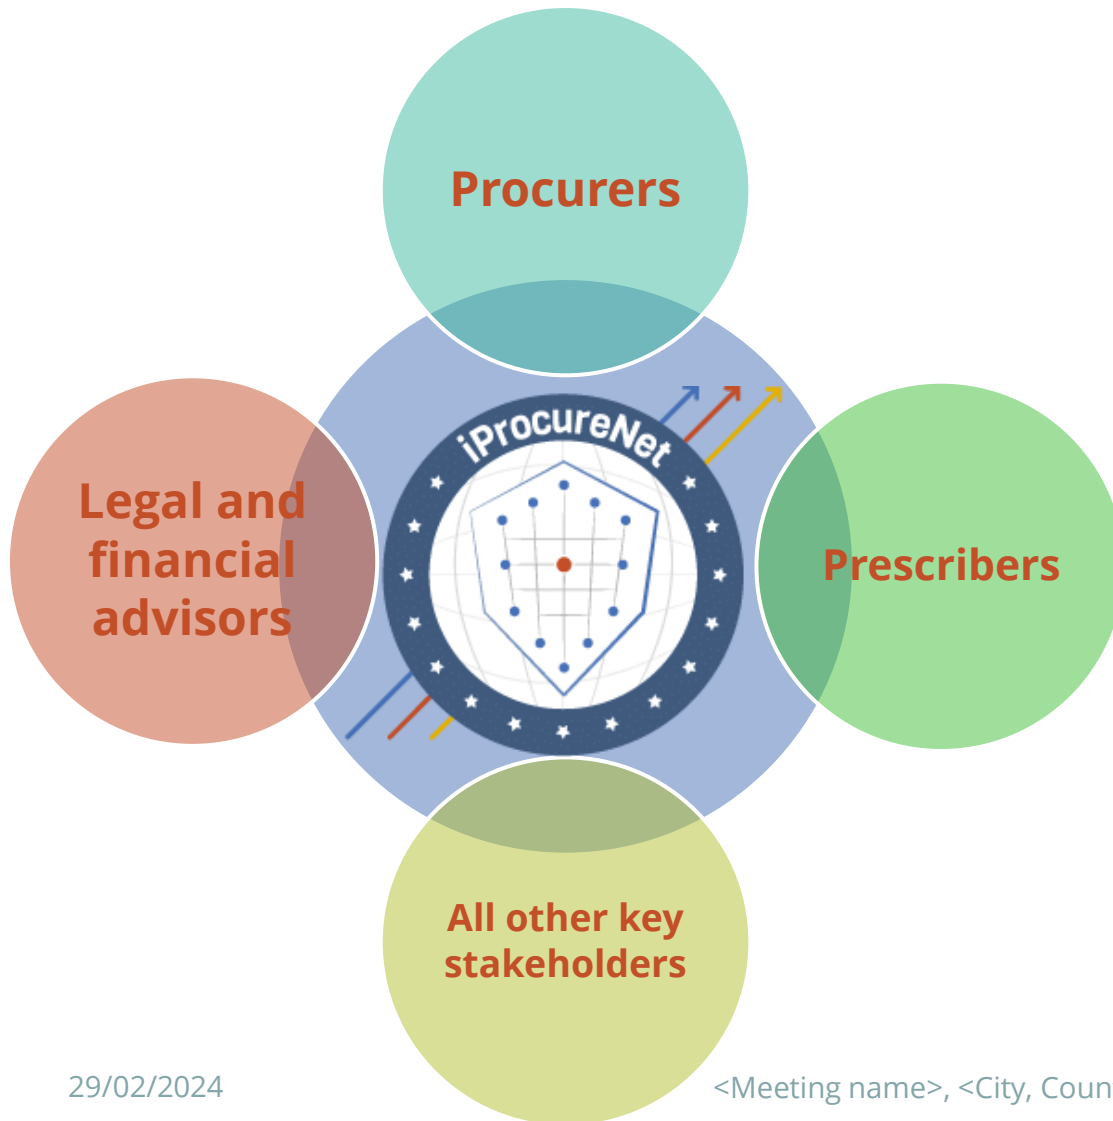 Procurers
iProcureNet
Legal and
financial
advisors
Prescribers
All other key
stakeholders
29/02/2024
<Meeting name>, <City, Coun